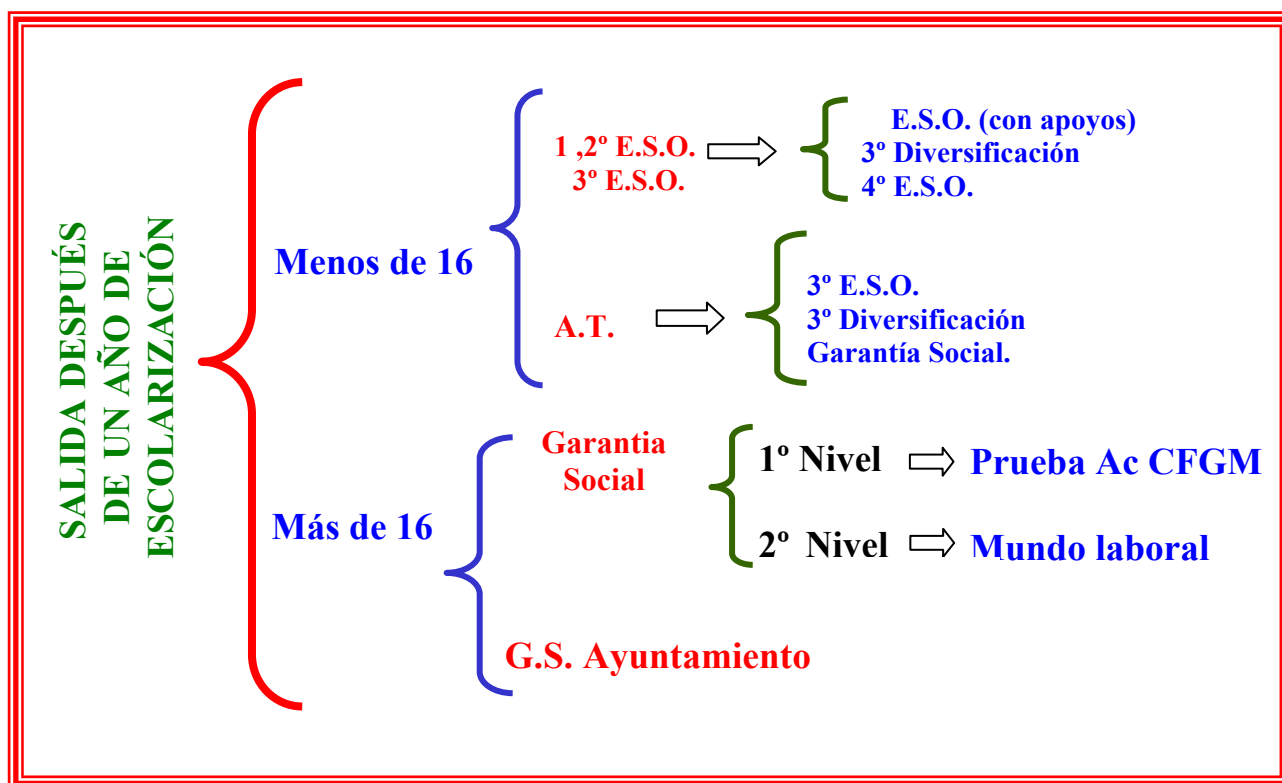 SALIDA DESPUÉS
DE UN AÑO DE
ESCOLARIZACIÓN
Menos de 16
1 ,2º E.S.O.
3º E.S.O.
E.S.O. (con apoyos)
3º Diversificación
4º E.S.O.
A.T.
3º E.S.O.
3º Diversificación
Garantía Social.
Más de 16
Garantia
Social
1º Nivel
Prueba Ac CFGM
2º Nivel
Mundo laboral
G.S. Ayuntamiento